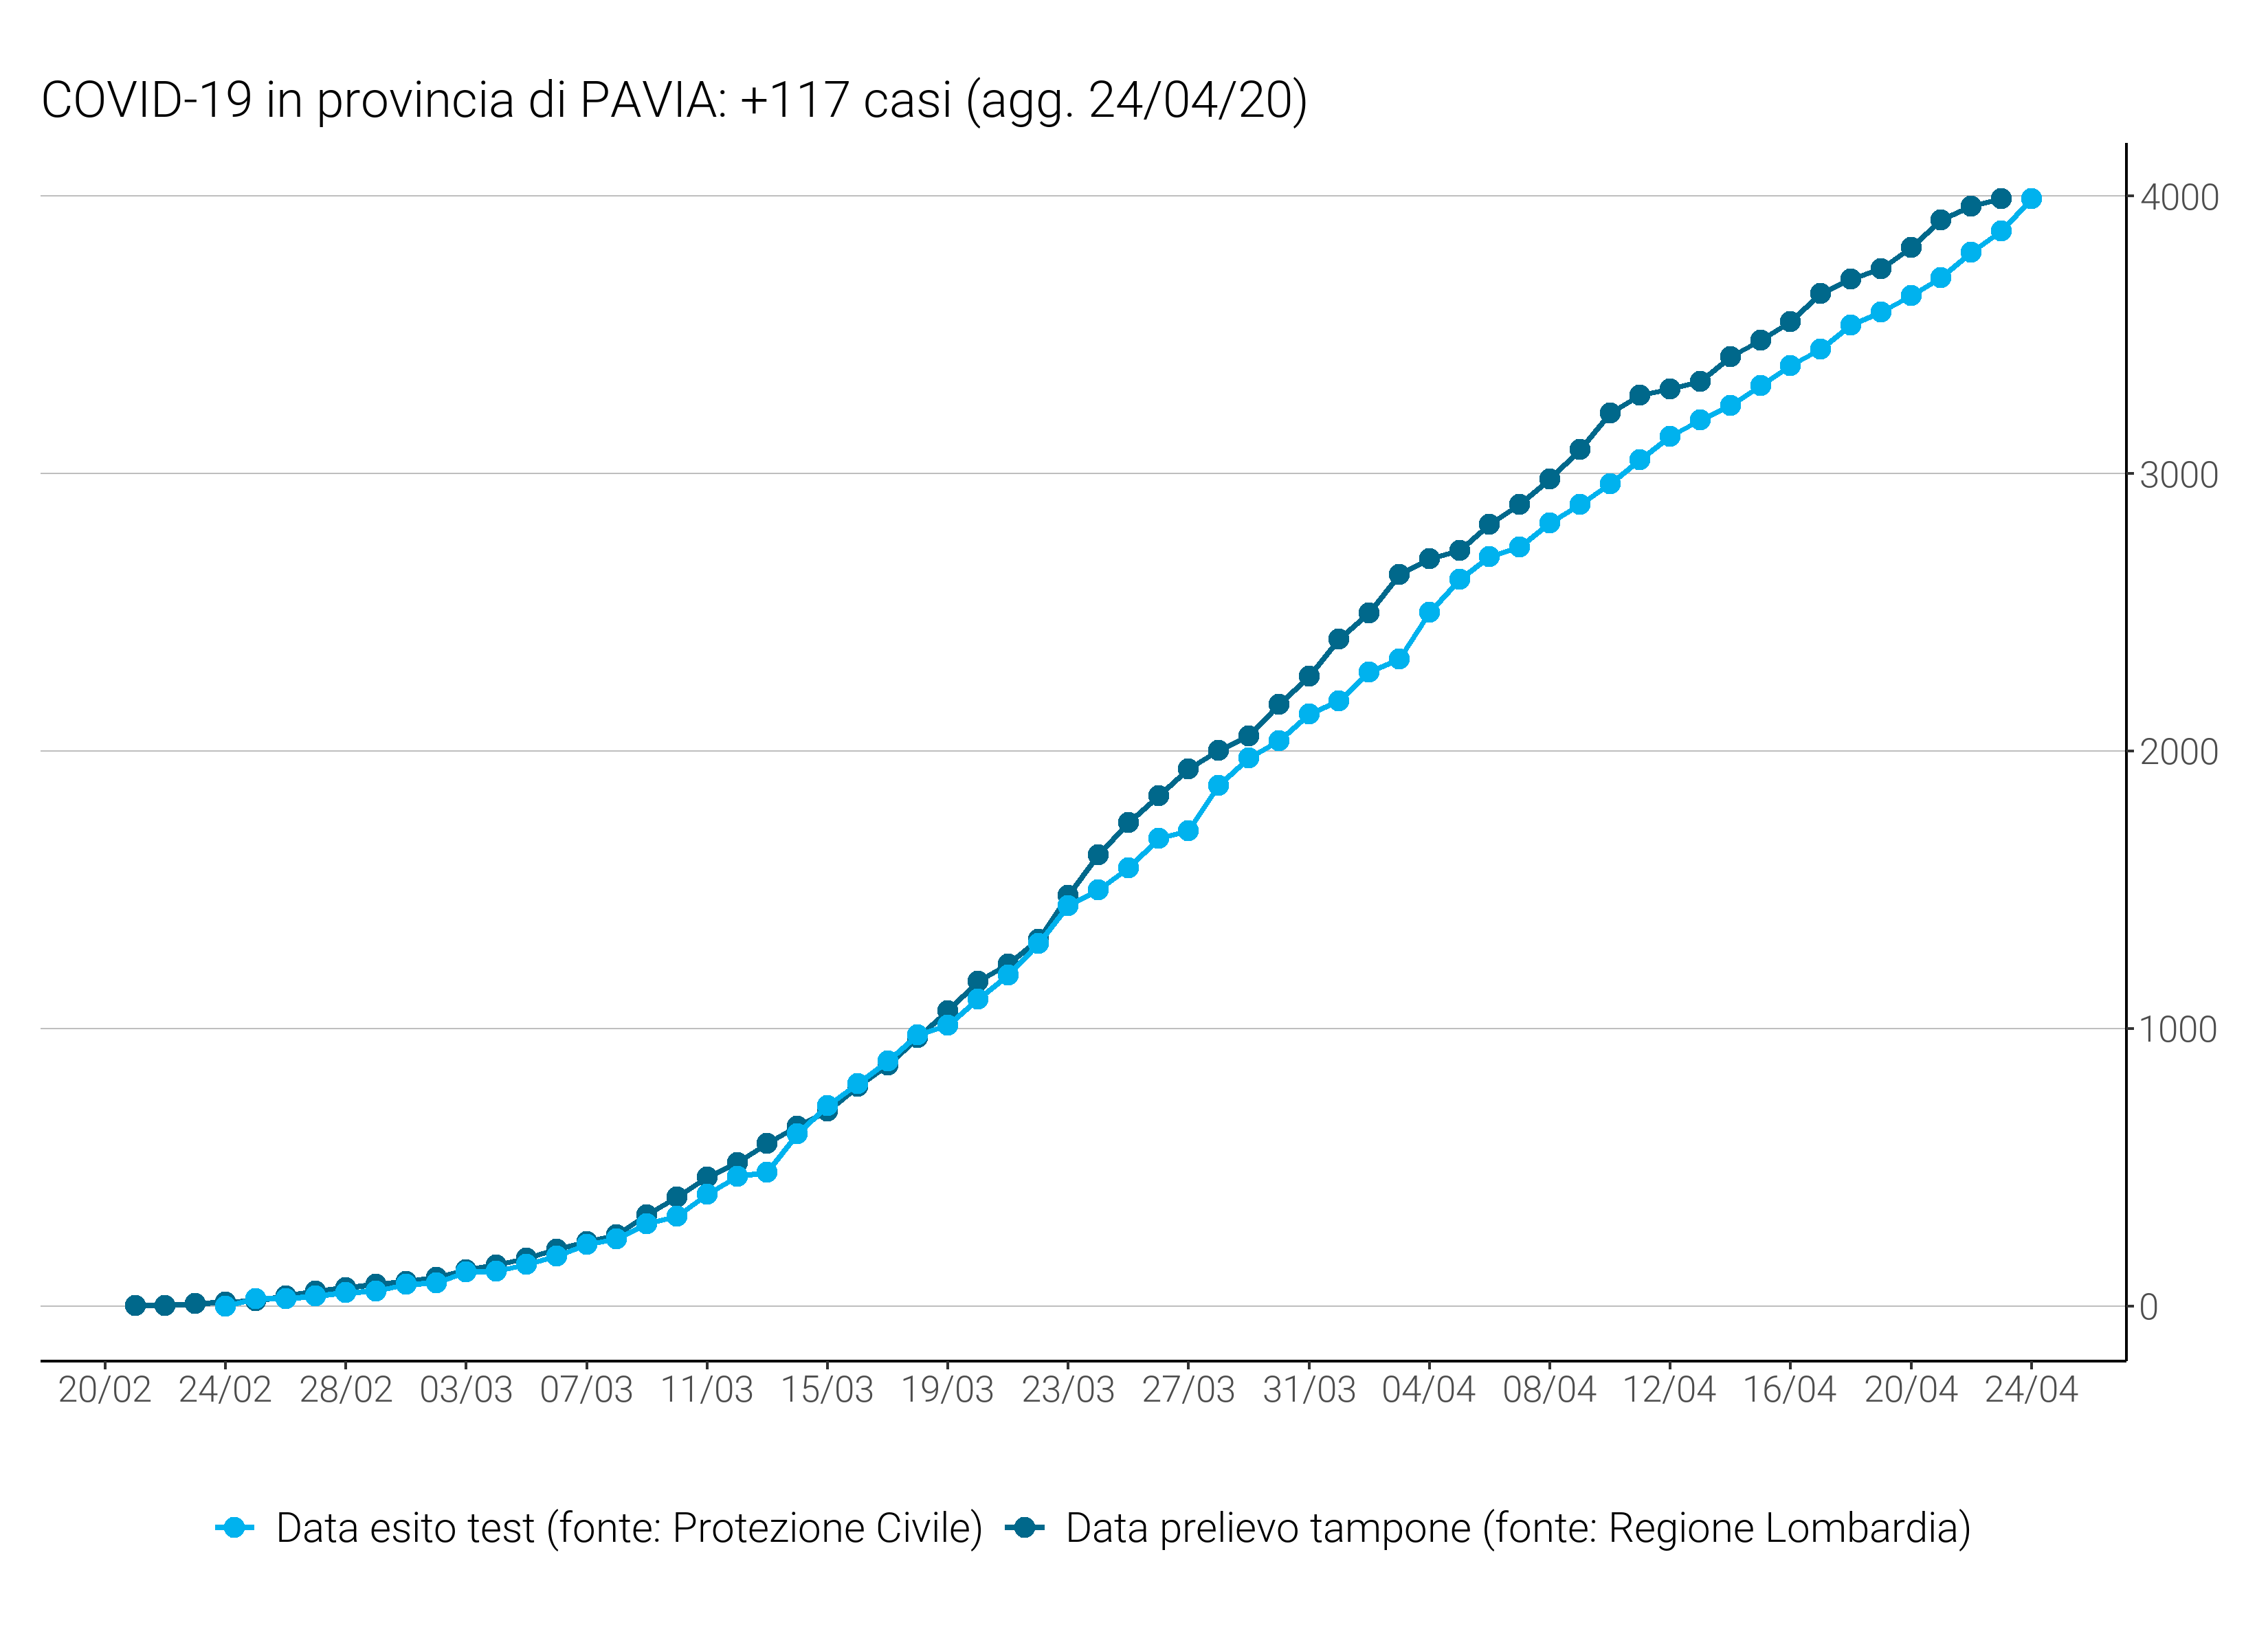 COVID-19 in provincia di PAVIA: +117 casi (agg. 24/04/20)
4000
3000
2000
1000
0
20/02 24/02 28/02 03/03 07/03 11/03 15/03 19/03 23/03 27/03 31/03 04/04 08/04 12/04 16/04 20/04 24/04
Data esito test (fonte: Protezione Civile) Data prelievo tampone (fonte: Regione Lombardia)